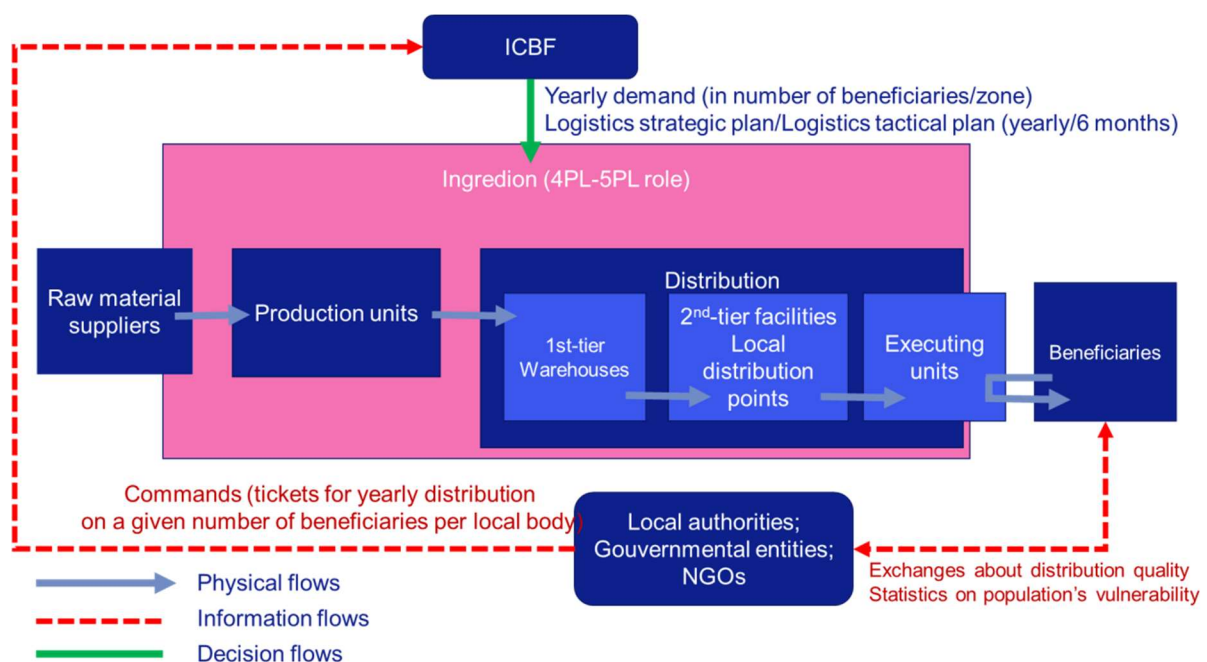 ICBF
Yearly demand (in number of beneficiaries/zone)
Logistics strategic plan/Logistics tactical plan (yearly/6 months)
Ingredion (4PL-5PL role)
Raw material
suppliers
Production units
Distribution
1st-tier
Warehouses
2nd-tier facilities
Local
distribution
points
Executing
units
Beneficiaries
Commands (tickets for yearly distribution
on a given number of beneficiaries per local body)
Local authorities;
Gouvernmental entities;
NGOs
Exchanges about distribution quality
Statistics on population's vulnerability
Physical flows
Information flows
Decision flows